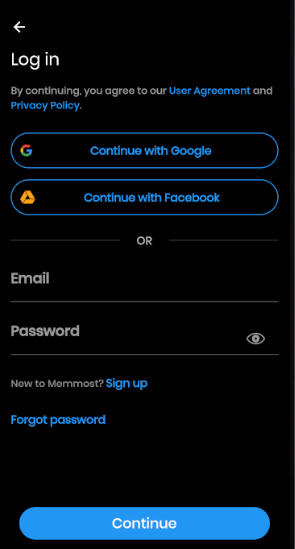 Log in
By continuing, you agree to our User Agreement and
Privacy Policy.
Continue with Google
Continue with Facebook
OR
Email
Password
New to Memmost? Sign up
Forgot password
Continue